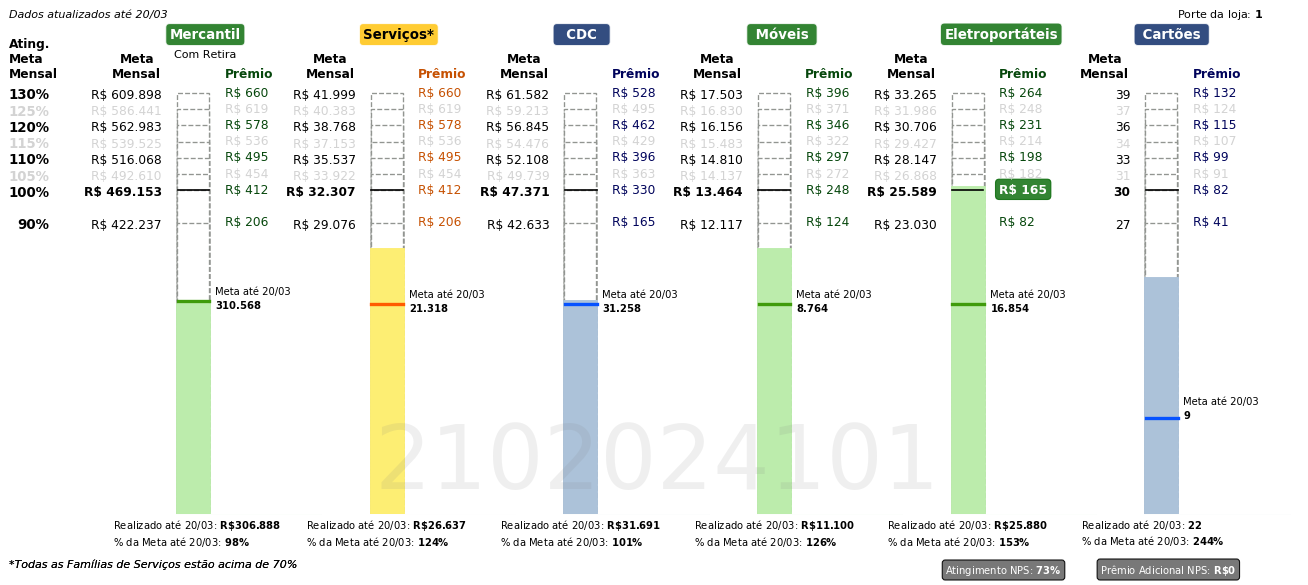 Dados atualizados até 20/03
Porte da loja: 1
Mercantil Serviços* CDC Móveis Eletroportáteis Cartões
Com Retira
Ating. Meta Mensal
Meta Mensal Prêmio Meta Mensal Prêmio Meta Mensal Prêmio Meta Mensal Prêmio Meta Mensal Prêmio Meta Mensal Prêmio
130% R$ 609.898 R$ 660 R$ 41.999 R$ 660 R$ 61.582 R$ 528 R$ 17.503 R$ 396 R$ 33.265 R$ 264 39 R$ 132
125% R$ 586.441 R$ 619 R$ 40.383 R$ 619 R$ 59.213 R$ 495 R$ 16.830 R$ 371 R$ 31.986 R$ 248 37 R$ 124
120% R$ 562.983 R$ 578 R$ 38.768 R$ 578 R$ 56.845 R$ 462 R$ 16.156 R$ 346 R$ 30.706 R$ 231 36 R$ 115
115% R$ 539.525 R$ 536 R$ 37.153 R$ 536 R$ 54.476 R$ 429 R$ 15.483 R$ 322 R$ 29.427 R$ 214 34 R$ 107
110% R$ 516.068 R$ 495 R$ 35.537 R$ 495 R$ 52.108 R$ 396 R$ 14.810 R$ 297 R$ 28.147 R$ 198 33 R$ 99
105% R$ 492.610 R$ 454 R$ 33.922 R$ 454 R$ 49.739 R$ 363 R$ 14.137 R$ 272 R$ 26.868 R$ 182 31 R$ 91
100% R$ 469.153 R$ 412 R$ 32.307 R$ 412 R$ 47.371 R$ 330 R$ 13.464 R$ 248 R$ 25.589 R$ 165 30 R$ 82
90% R$ 422.237 R$ 206 R$ 29.076 R$ 206 R$ 42.633 R$ 165 R$ 12.117 R$ 124 R$ 23.030 R$ 82 27 R$ 41
Meta até 20/03 Meta até 20/03 Meta até 20/03 Meta até 20/03 Meta até 20/03
310.568 21.318 31.258 8.764 16.854
Meta até 20/03
9
2102024101
Realizado até 20/03: R$306.888 Realizado até 20/03: R$26.637 Realizado até 20/03: R$31.691 Realizado até 20/03: R$11.100 Realizado até 20/03: R$25.880 Realizado até 20/03: 22
% da Meta até 20/03: 98% % da Meta até 20/03: 124% % da Meta até 20/03: 101% % da Meta até 20/03: 126% % da Meta até 20/03: 153% % da Meta até 20/03: 244%
*Todas as Famílias de Serviços estão acima de 70%
Atingimento NPS: 73% Prêmio Adicional NPS: R$0